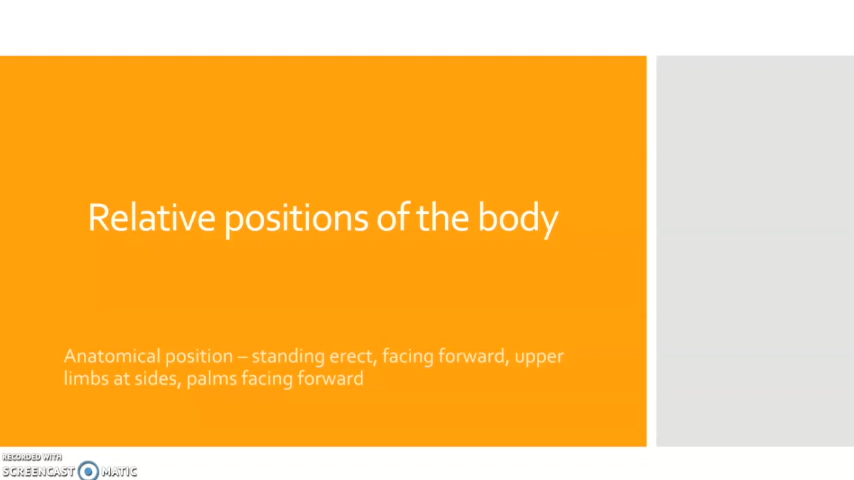 Relative positions of the body
Anatomical position – standing erect, facing forward, upper
limbs at sides, palms facing forward
RECORDED WITH
SCREENCAST MATIC